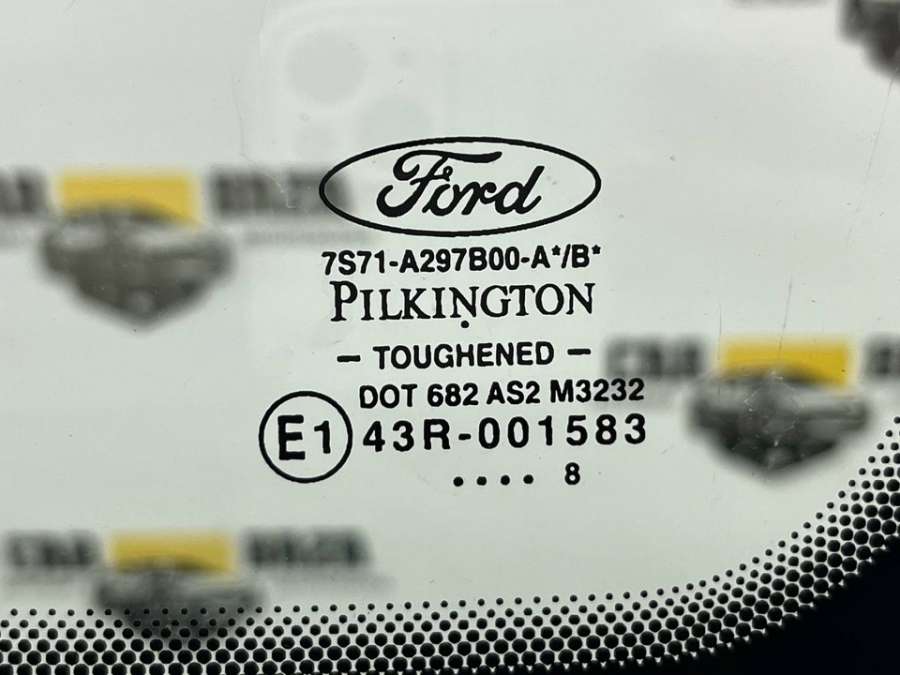 Ford
7S71-A297B00-A*/B*
PILKINGTON
- TOUGHENED -
DOT 682 AS2 M3232
E1 43R-001583
.... 8